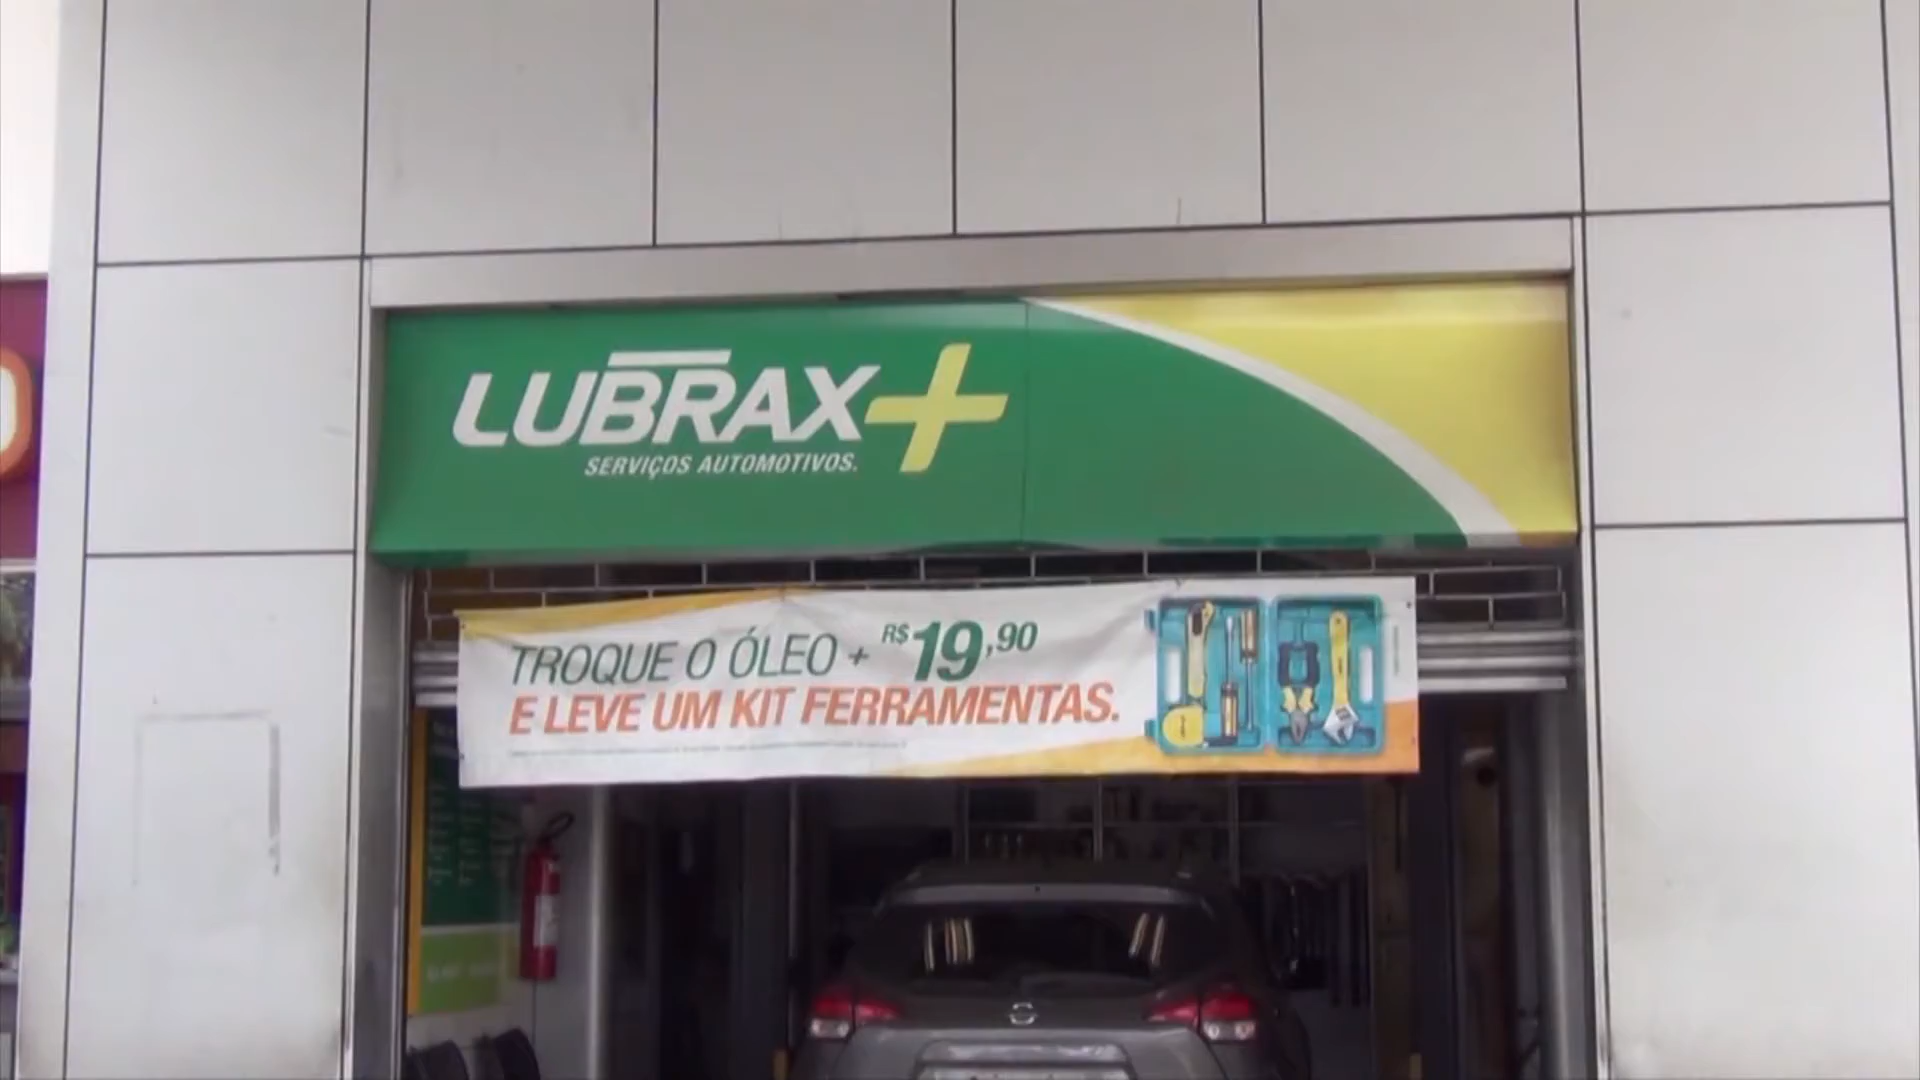 LUBRAX+
SERVIÇOS AUTOMOTIVOS.
TROQUE O ÓLEO + R$ 19,90
E LEVE UM KIT FERRAMENTAS.